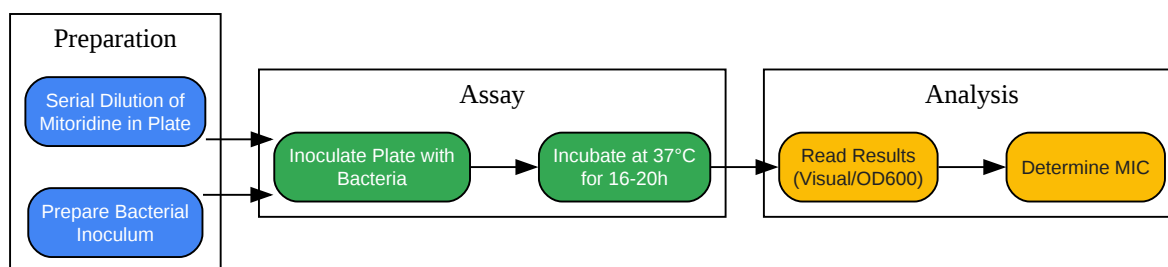 Preparation
Serial Dilution of
Mitoridine in Plate
Prepare Bacterial
Inoculum
Assay
Inoculate Plate with
Bacteria
Incubate at 37°C
for 16-20h
Analysis
Read Results
(Visual/OD600)
Determine MIC